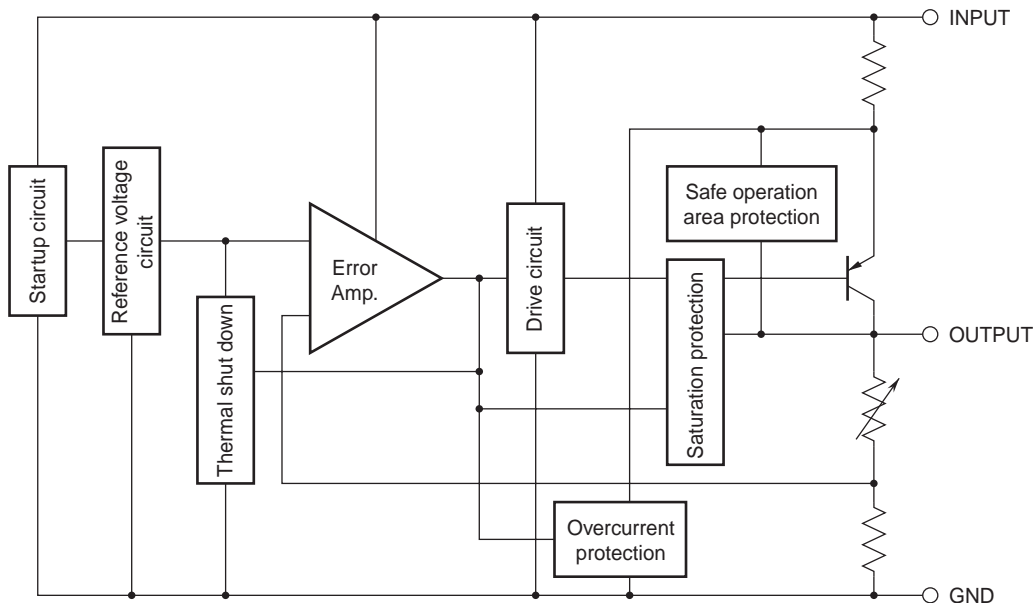 INPUT
Safe operation
area protection
Startup circuit
Reference voltage
circuit
Error
Amp.
Drive circuit
Saturation protection
OUTPUT
Thermal shut down
Overcurrent
protection
GND